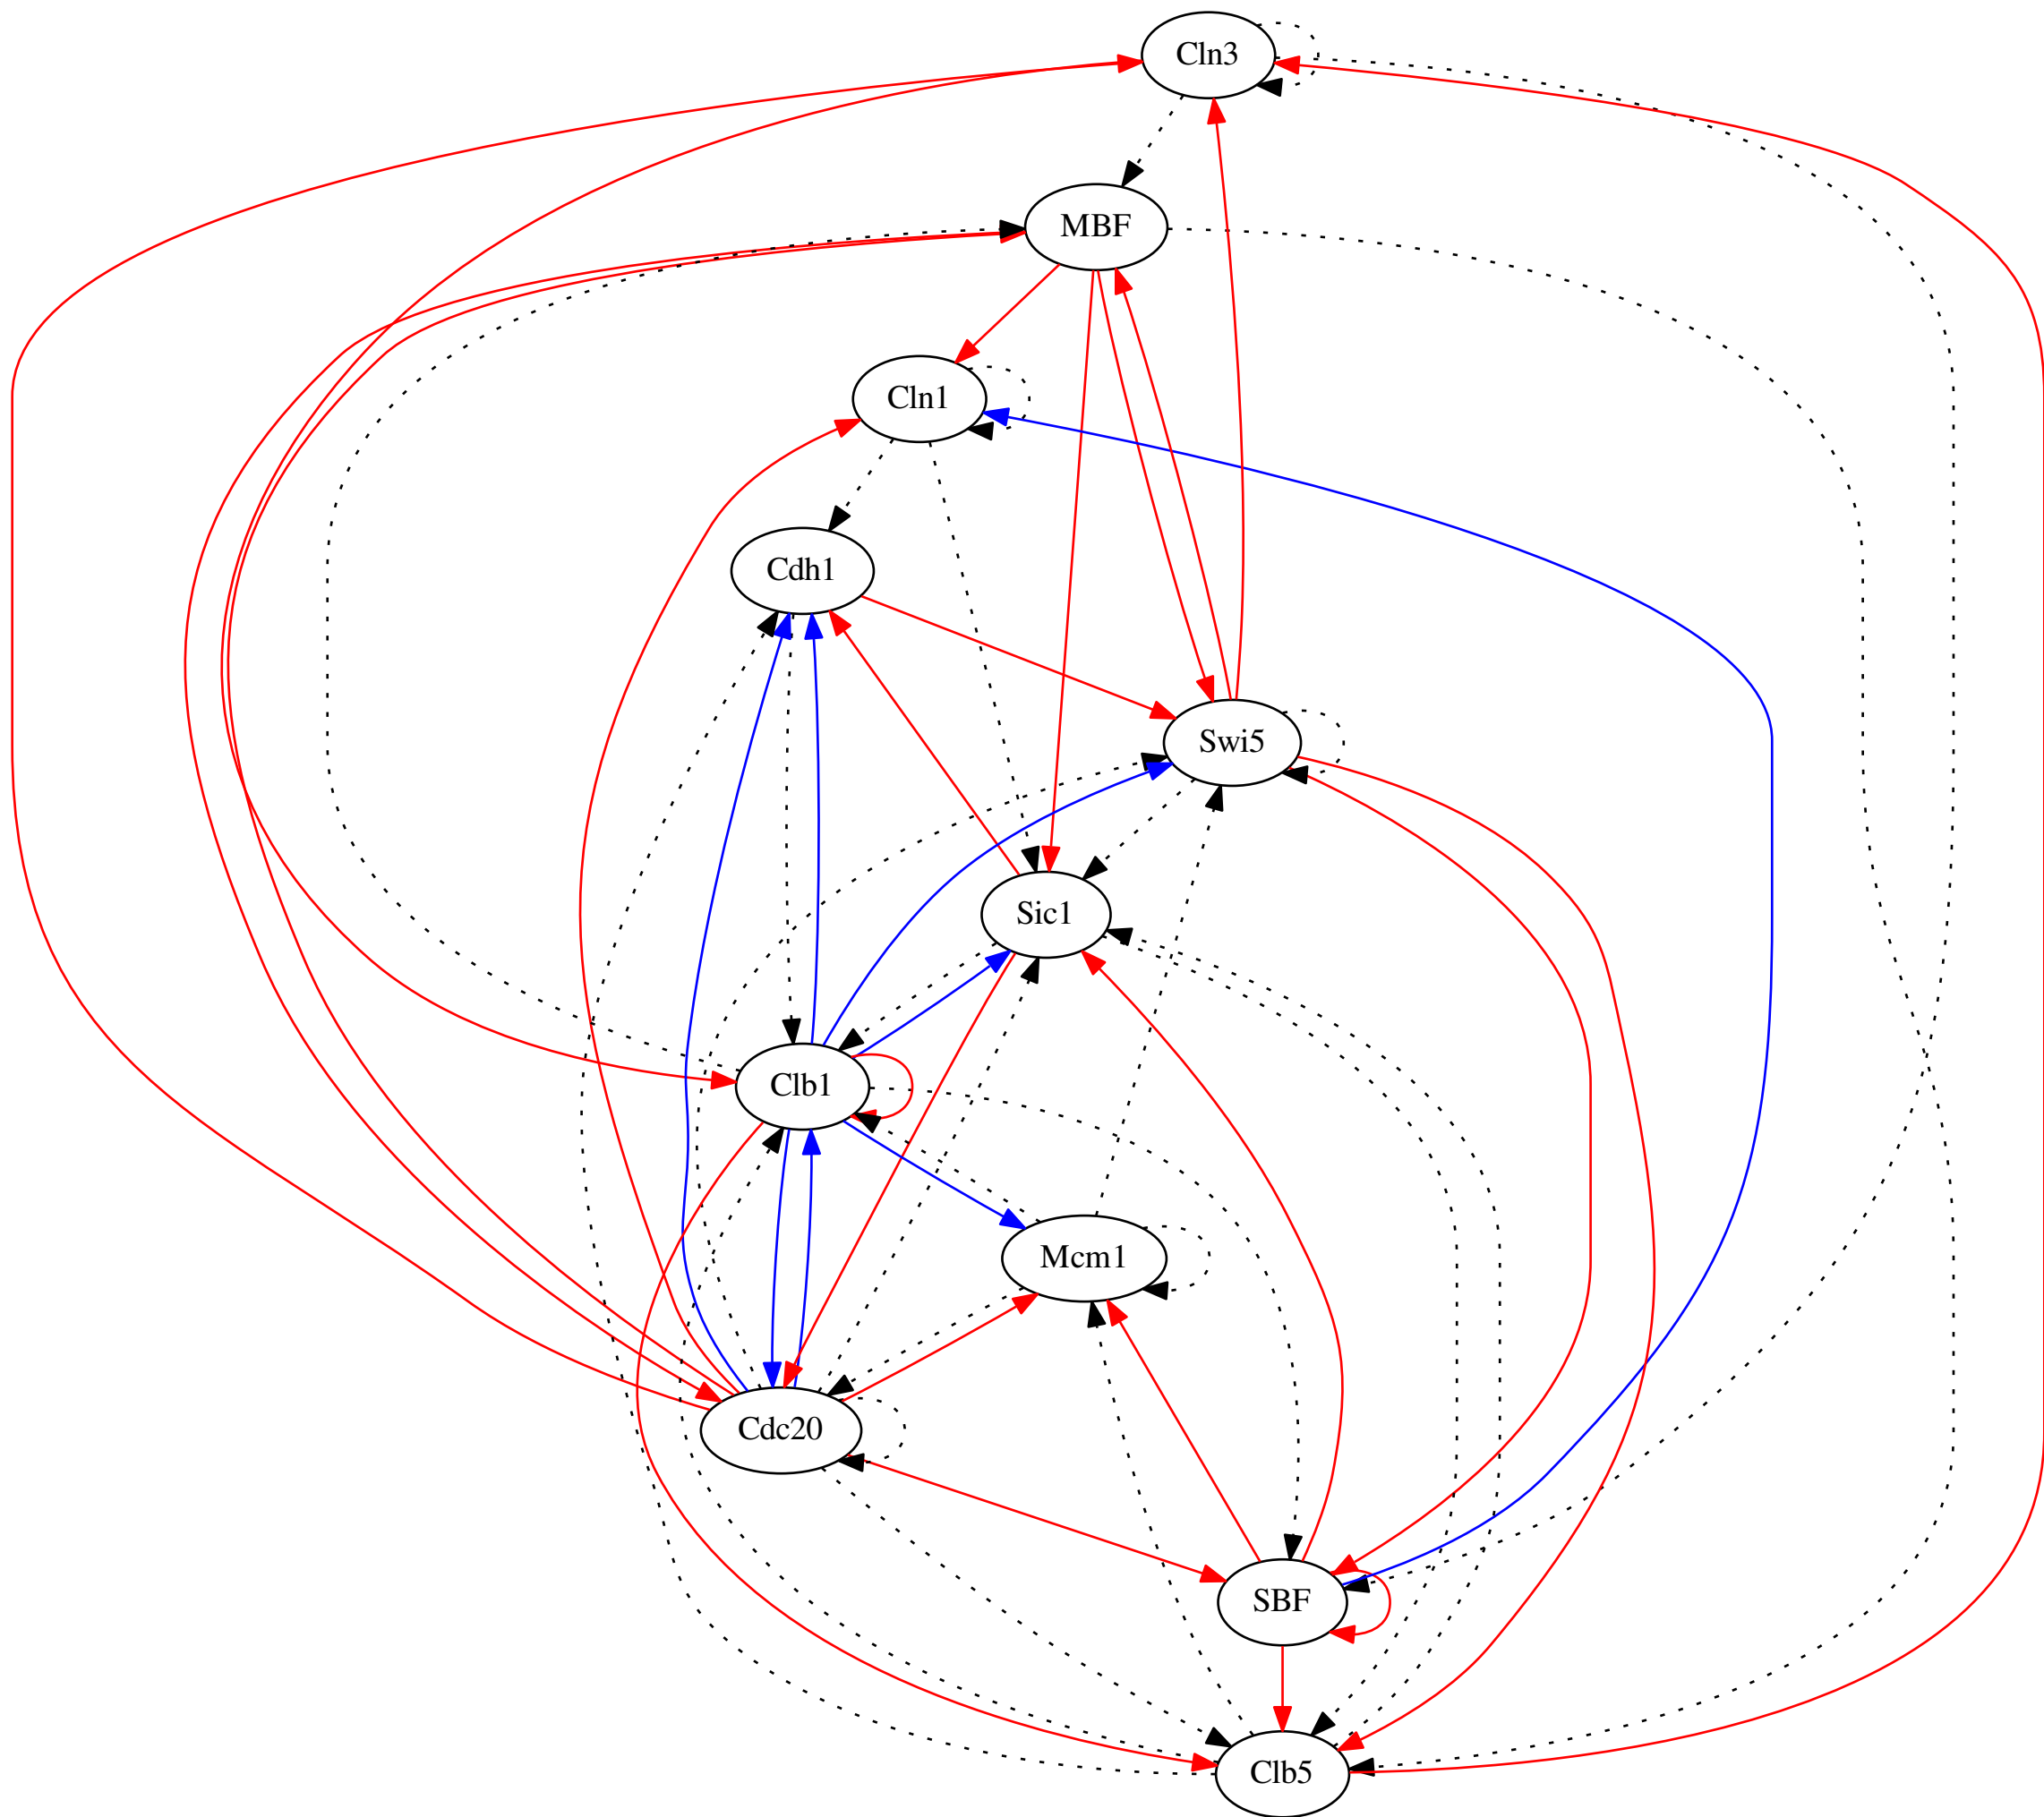 Cln3
MBF
Cln1
Cdh1
Swi5
Sic1
Clb1
Mcm1
Cdc20
SBF
Clb5